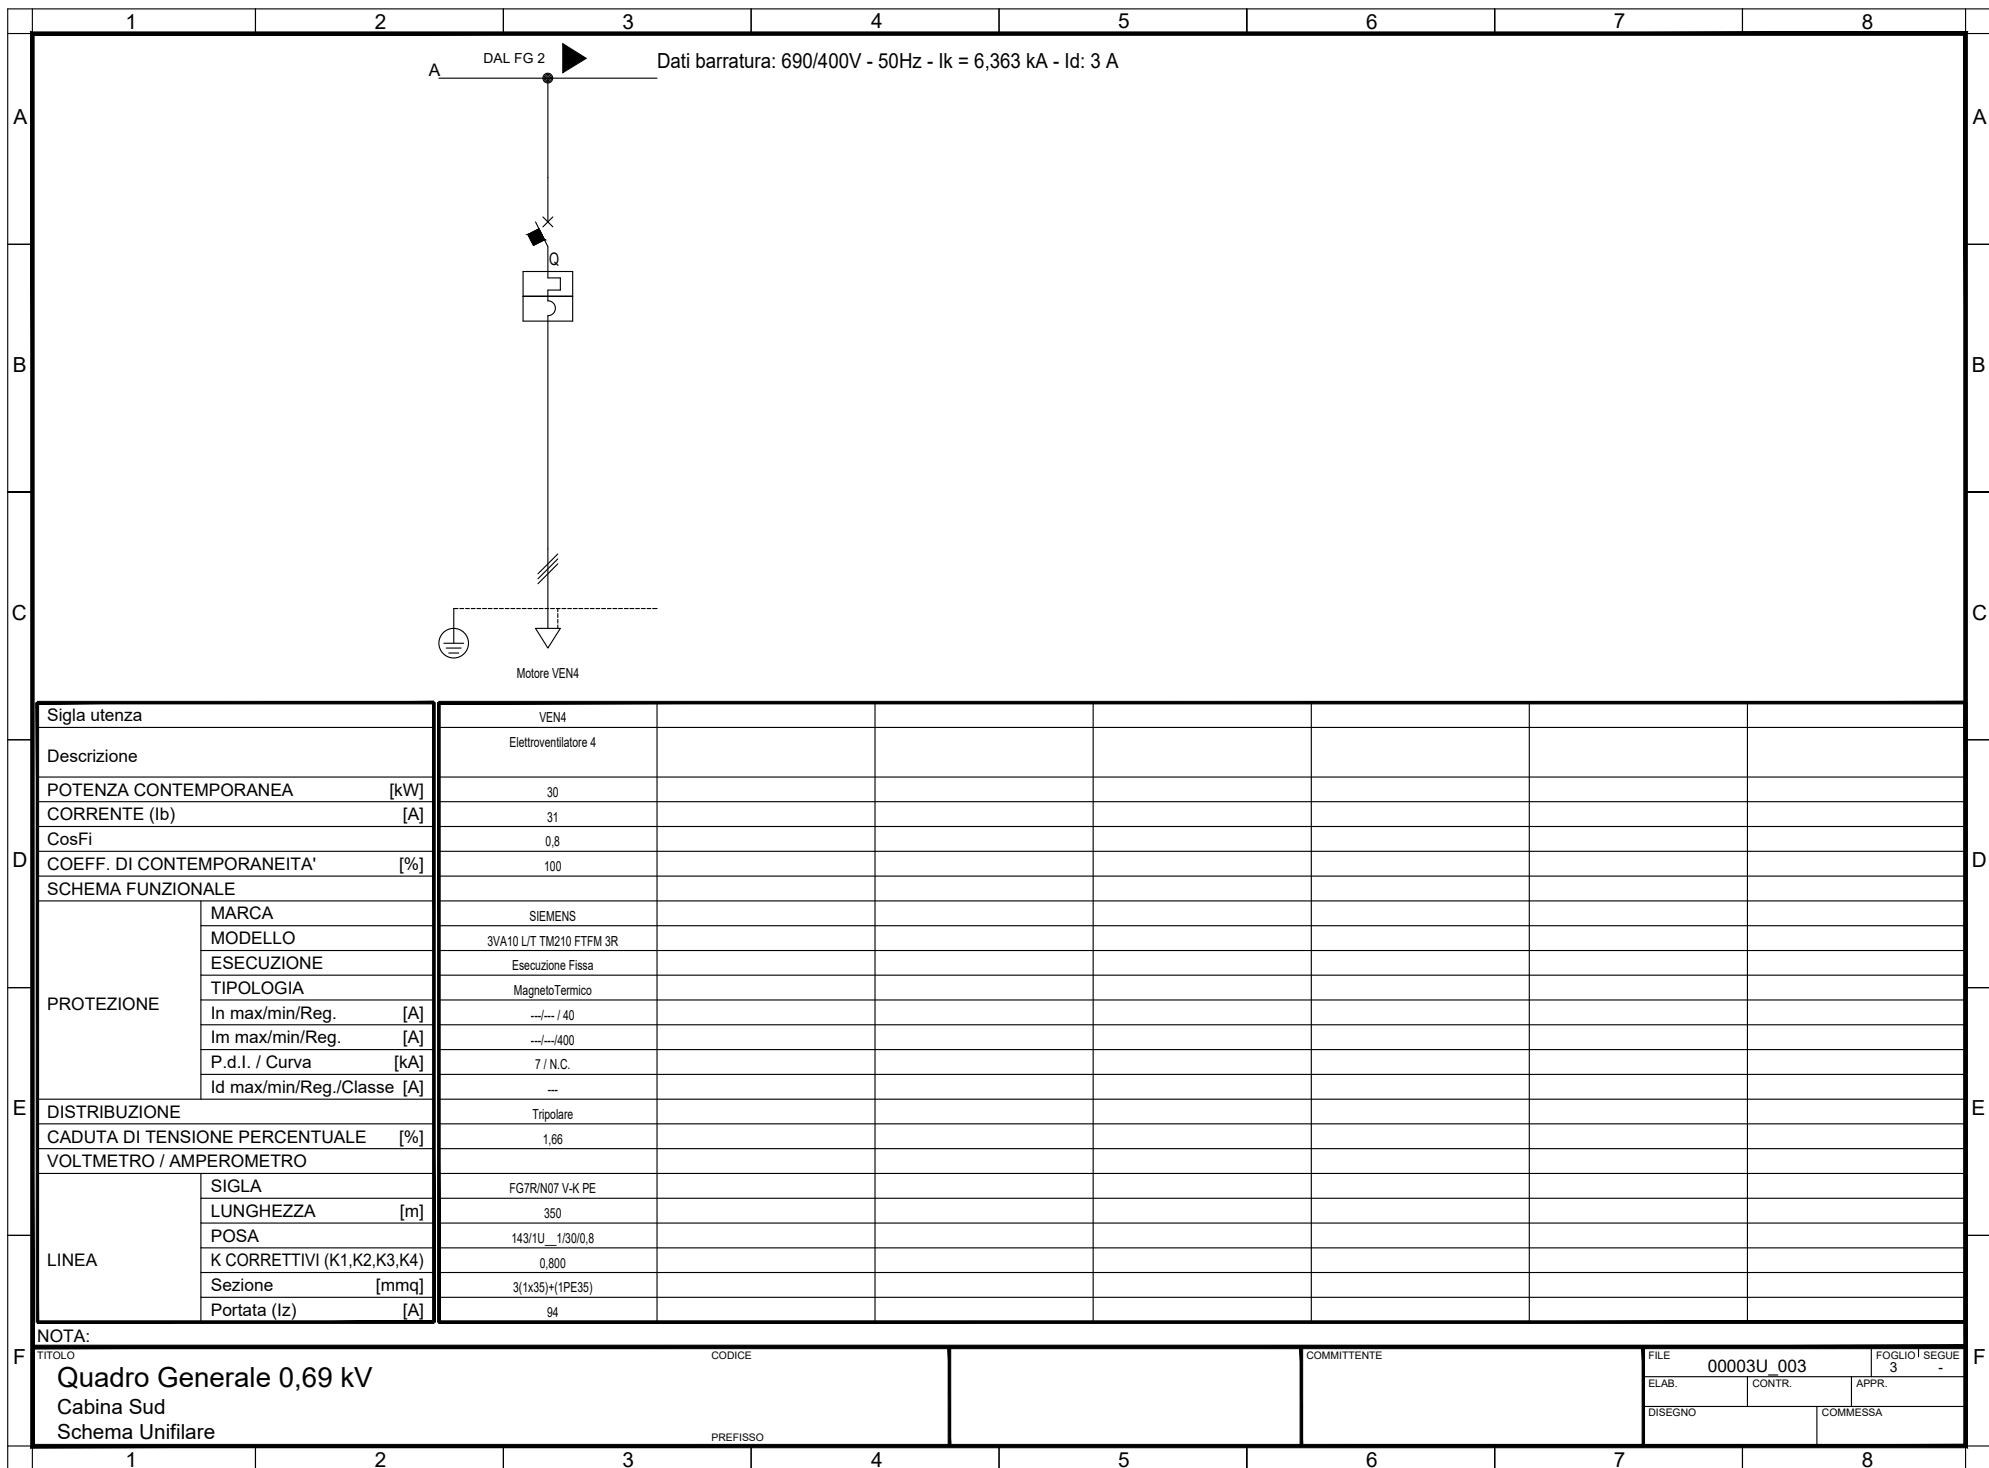 1 2 3 4 5 6 7 8
DAL FG 2
Dati barratura: 690/400V - 50Hz - Ik = 6,363 kA - Id: 3 A
A
A A
Q
B B
C C
Motore VEN4
Sigla utenza VEN4
Descrizione Elettroventilatore 4
POTENZA CONTEMPORANEA [kW] 30
CORRENTE (Ib) [A] 31
CosFi 0,8
D COEFF. DI CONTEMPORANEITA' [%] 100 D
SCHEMA FUNZIONALE
PROTEZIONE
MARCA SIEMENS
MODELLO 3VA10 L/T TM210 FTFM 3R
ESECUZIONE Esecuzione Fissa
TIPOLOGIA MagnetoTermico
In max/min/Reg. [A] ---/--- / 40
Im max/min/Reg. [A] ---/---/400
P.d.I. / Curva [kA] 7 / N.C.
Id max/min/Reg./Classe [A] ---
E DISTRIBUZIONE Tripolare E
CADUTA DI TENSIONE PERCENTUALE [%] 1,66
VOLTMETRO / AMPEROMETRO
LINEA
SIGLA FG7R/N07 V-K PE
LUNGHEZZA [m] 350
POSA 143/1U__1/30/0,8
K CORRETTIVI (K1,K2,K3,K4) 0,800
Sezione [mmq] 3(1x35)+(1PE35)
Portata (Iz) [A] 94
NOTA:
F F
TITOLO CODICE COMMITTENTE FILE FOGLIO SEGUE
Quadro Generale 0,69 kV 00003U_003 3 -
ELAB. CONTR. APPR.
Cabina Sud
DISEGNO COMMESSA
Schema Unifilare
PREFISSO
1 2 3 4 5 6 7 8